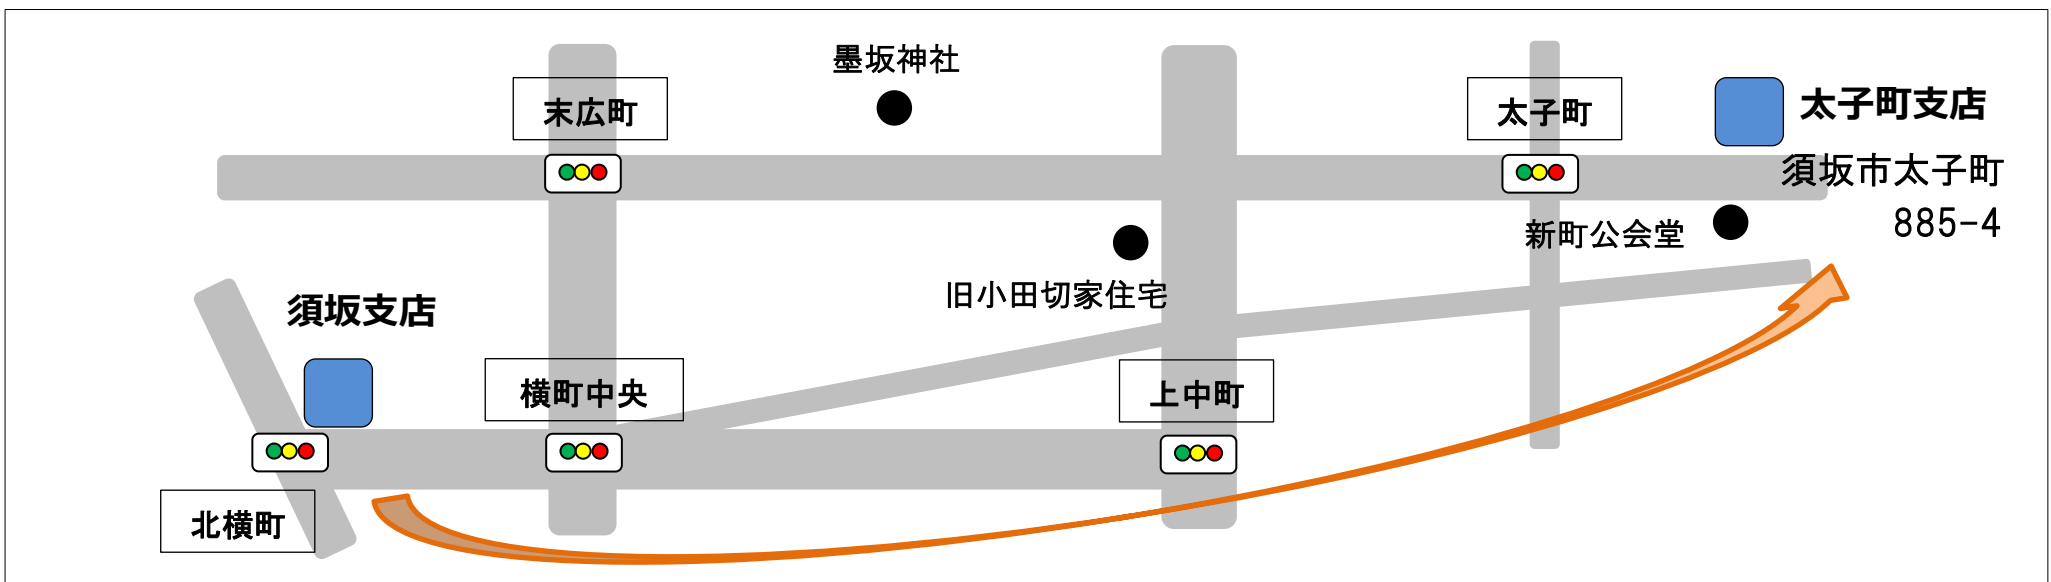 墨坂神社
末広町
太子町
太子町支店
須坂市太子町
885-4
新町公会堂
旧小田切家住宅
須坂支店
横町中央
上中町
北横町